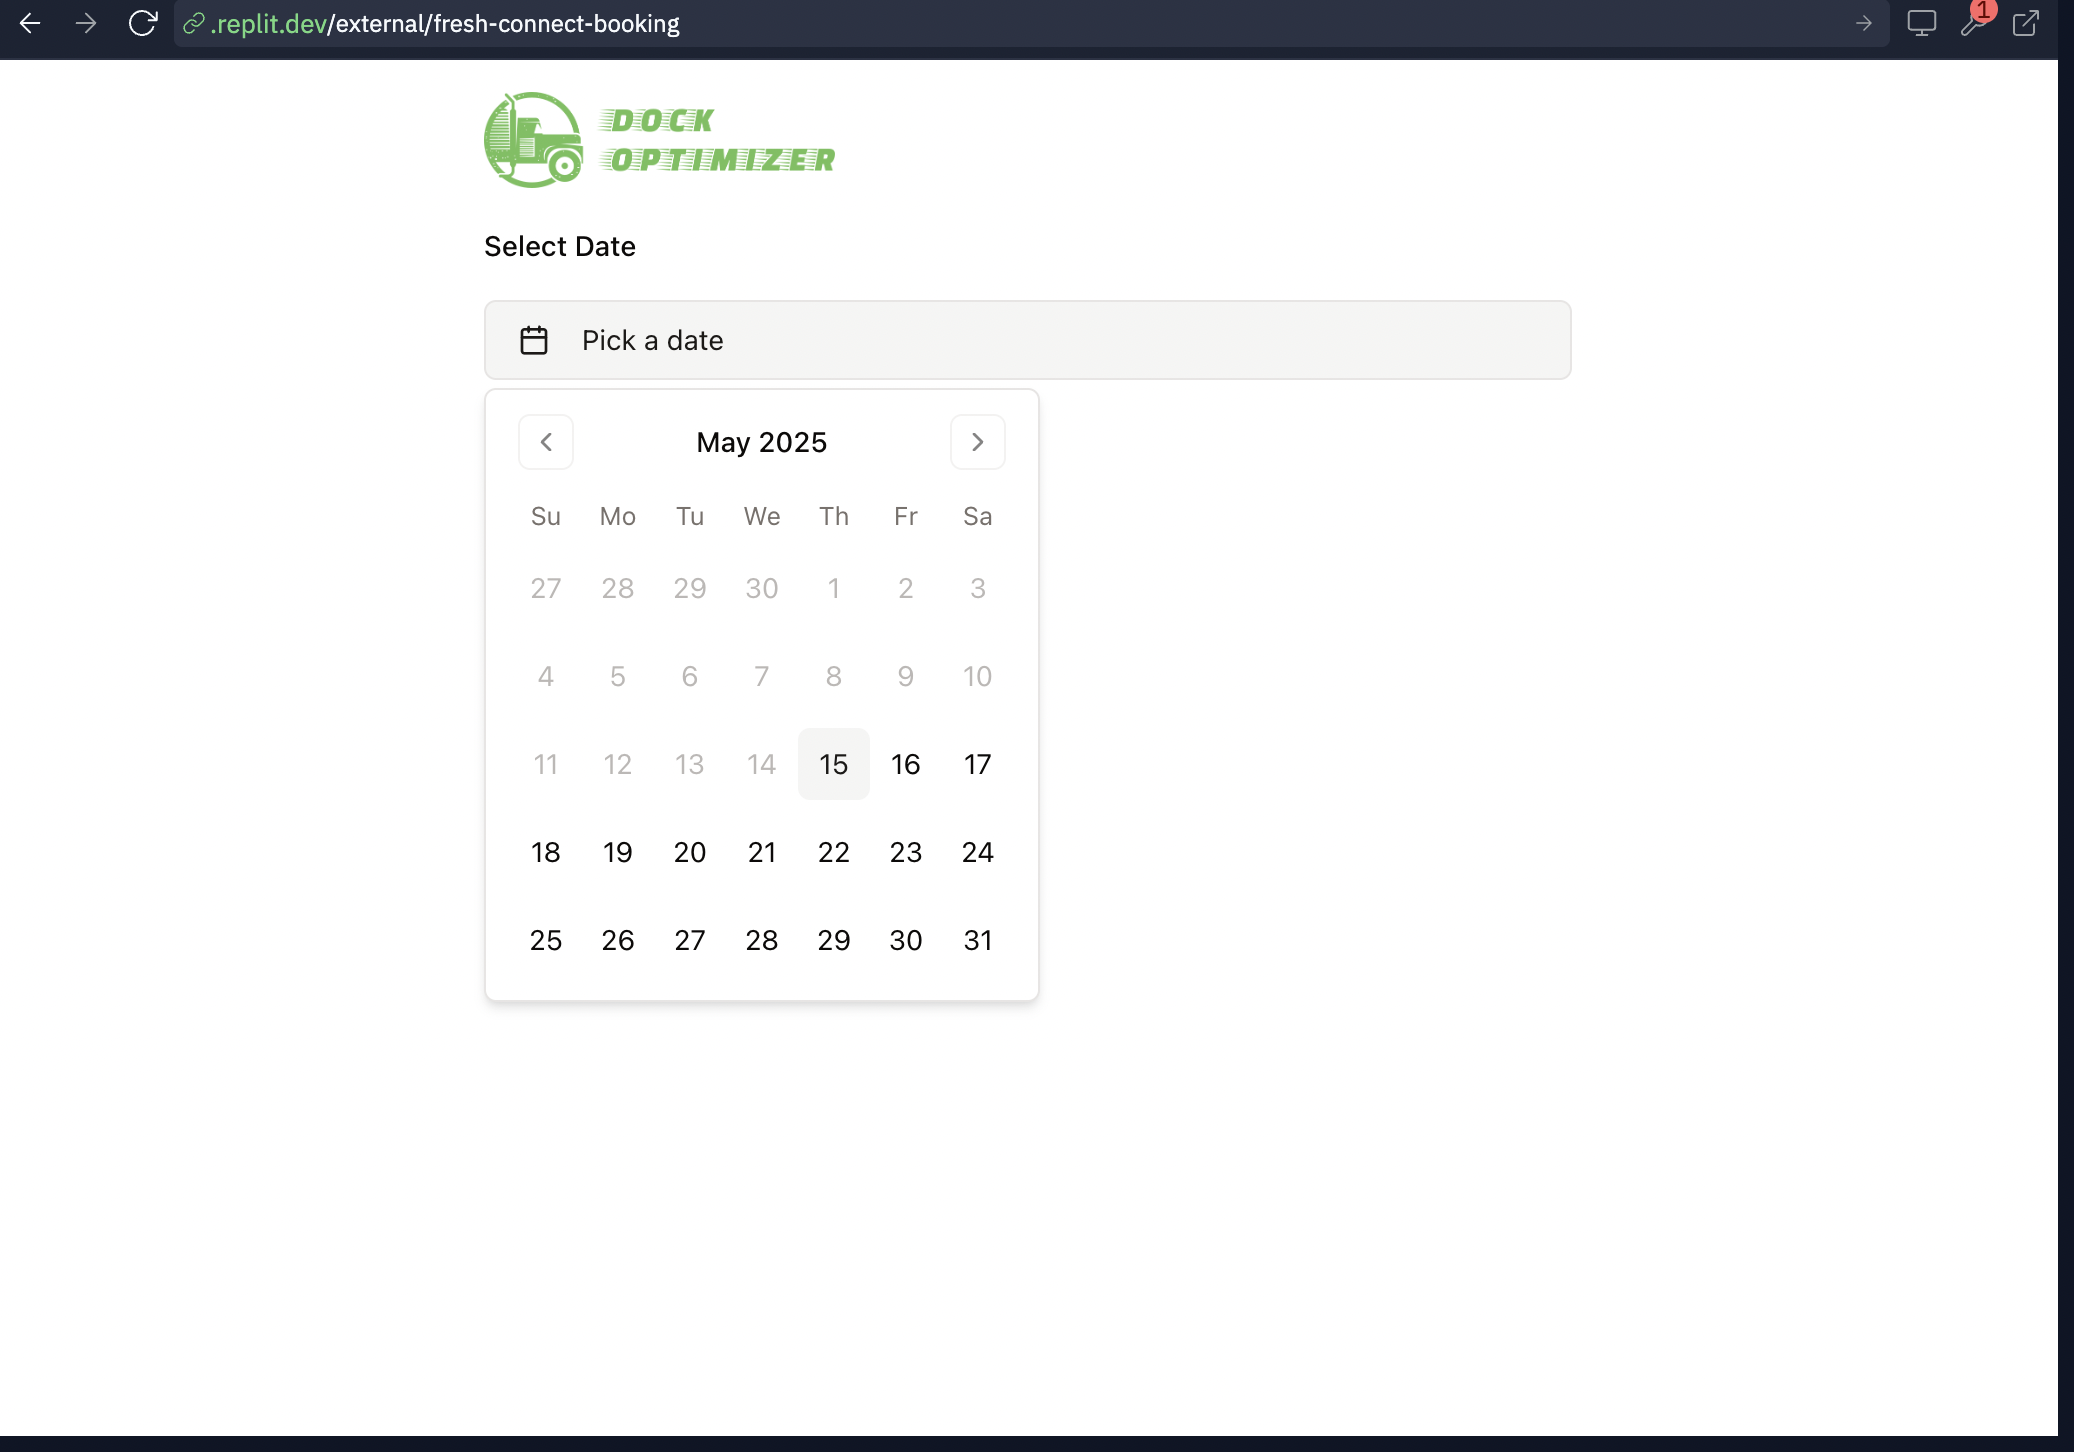 .replit.dev/external/fresh-connect-booking
1
DOCK
OPTIMIZER
Select Date
Pick a date
May 2025
Su Mo Tu We Th Fr Sa
27 28 29 30 1 2 3
4 5 6 7 8 9 10
11 12 13 14 15 16 17
18 19 20 21 22 23 24
25 26 27 28 29 30 31